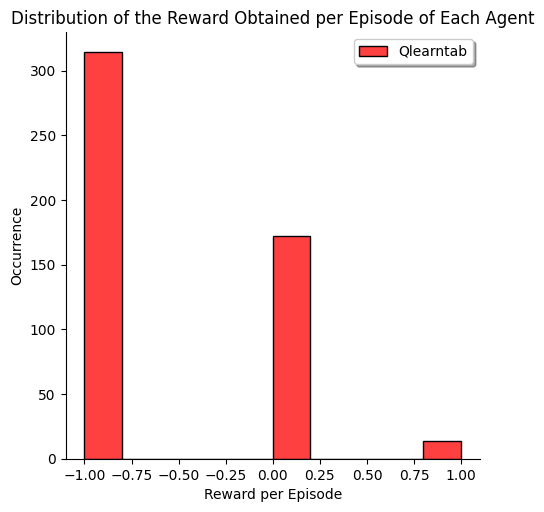 Distribution of the Reward Obtained per Episode of Each Agent
Qlearntab
300
250
200
150
100
50
0
Occurrence
−1.00 −0.75 −0.50 −0.25 0.00 0.25 0.50 0.75 1.00
Reward per Episode